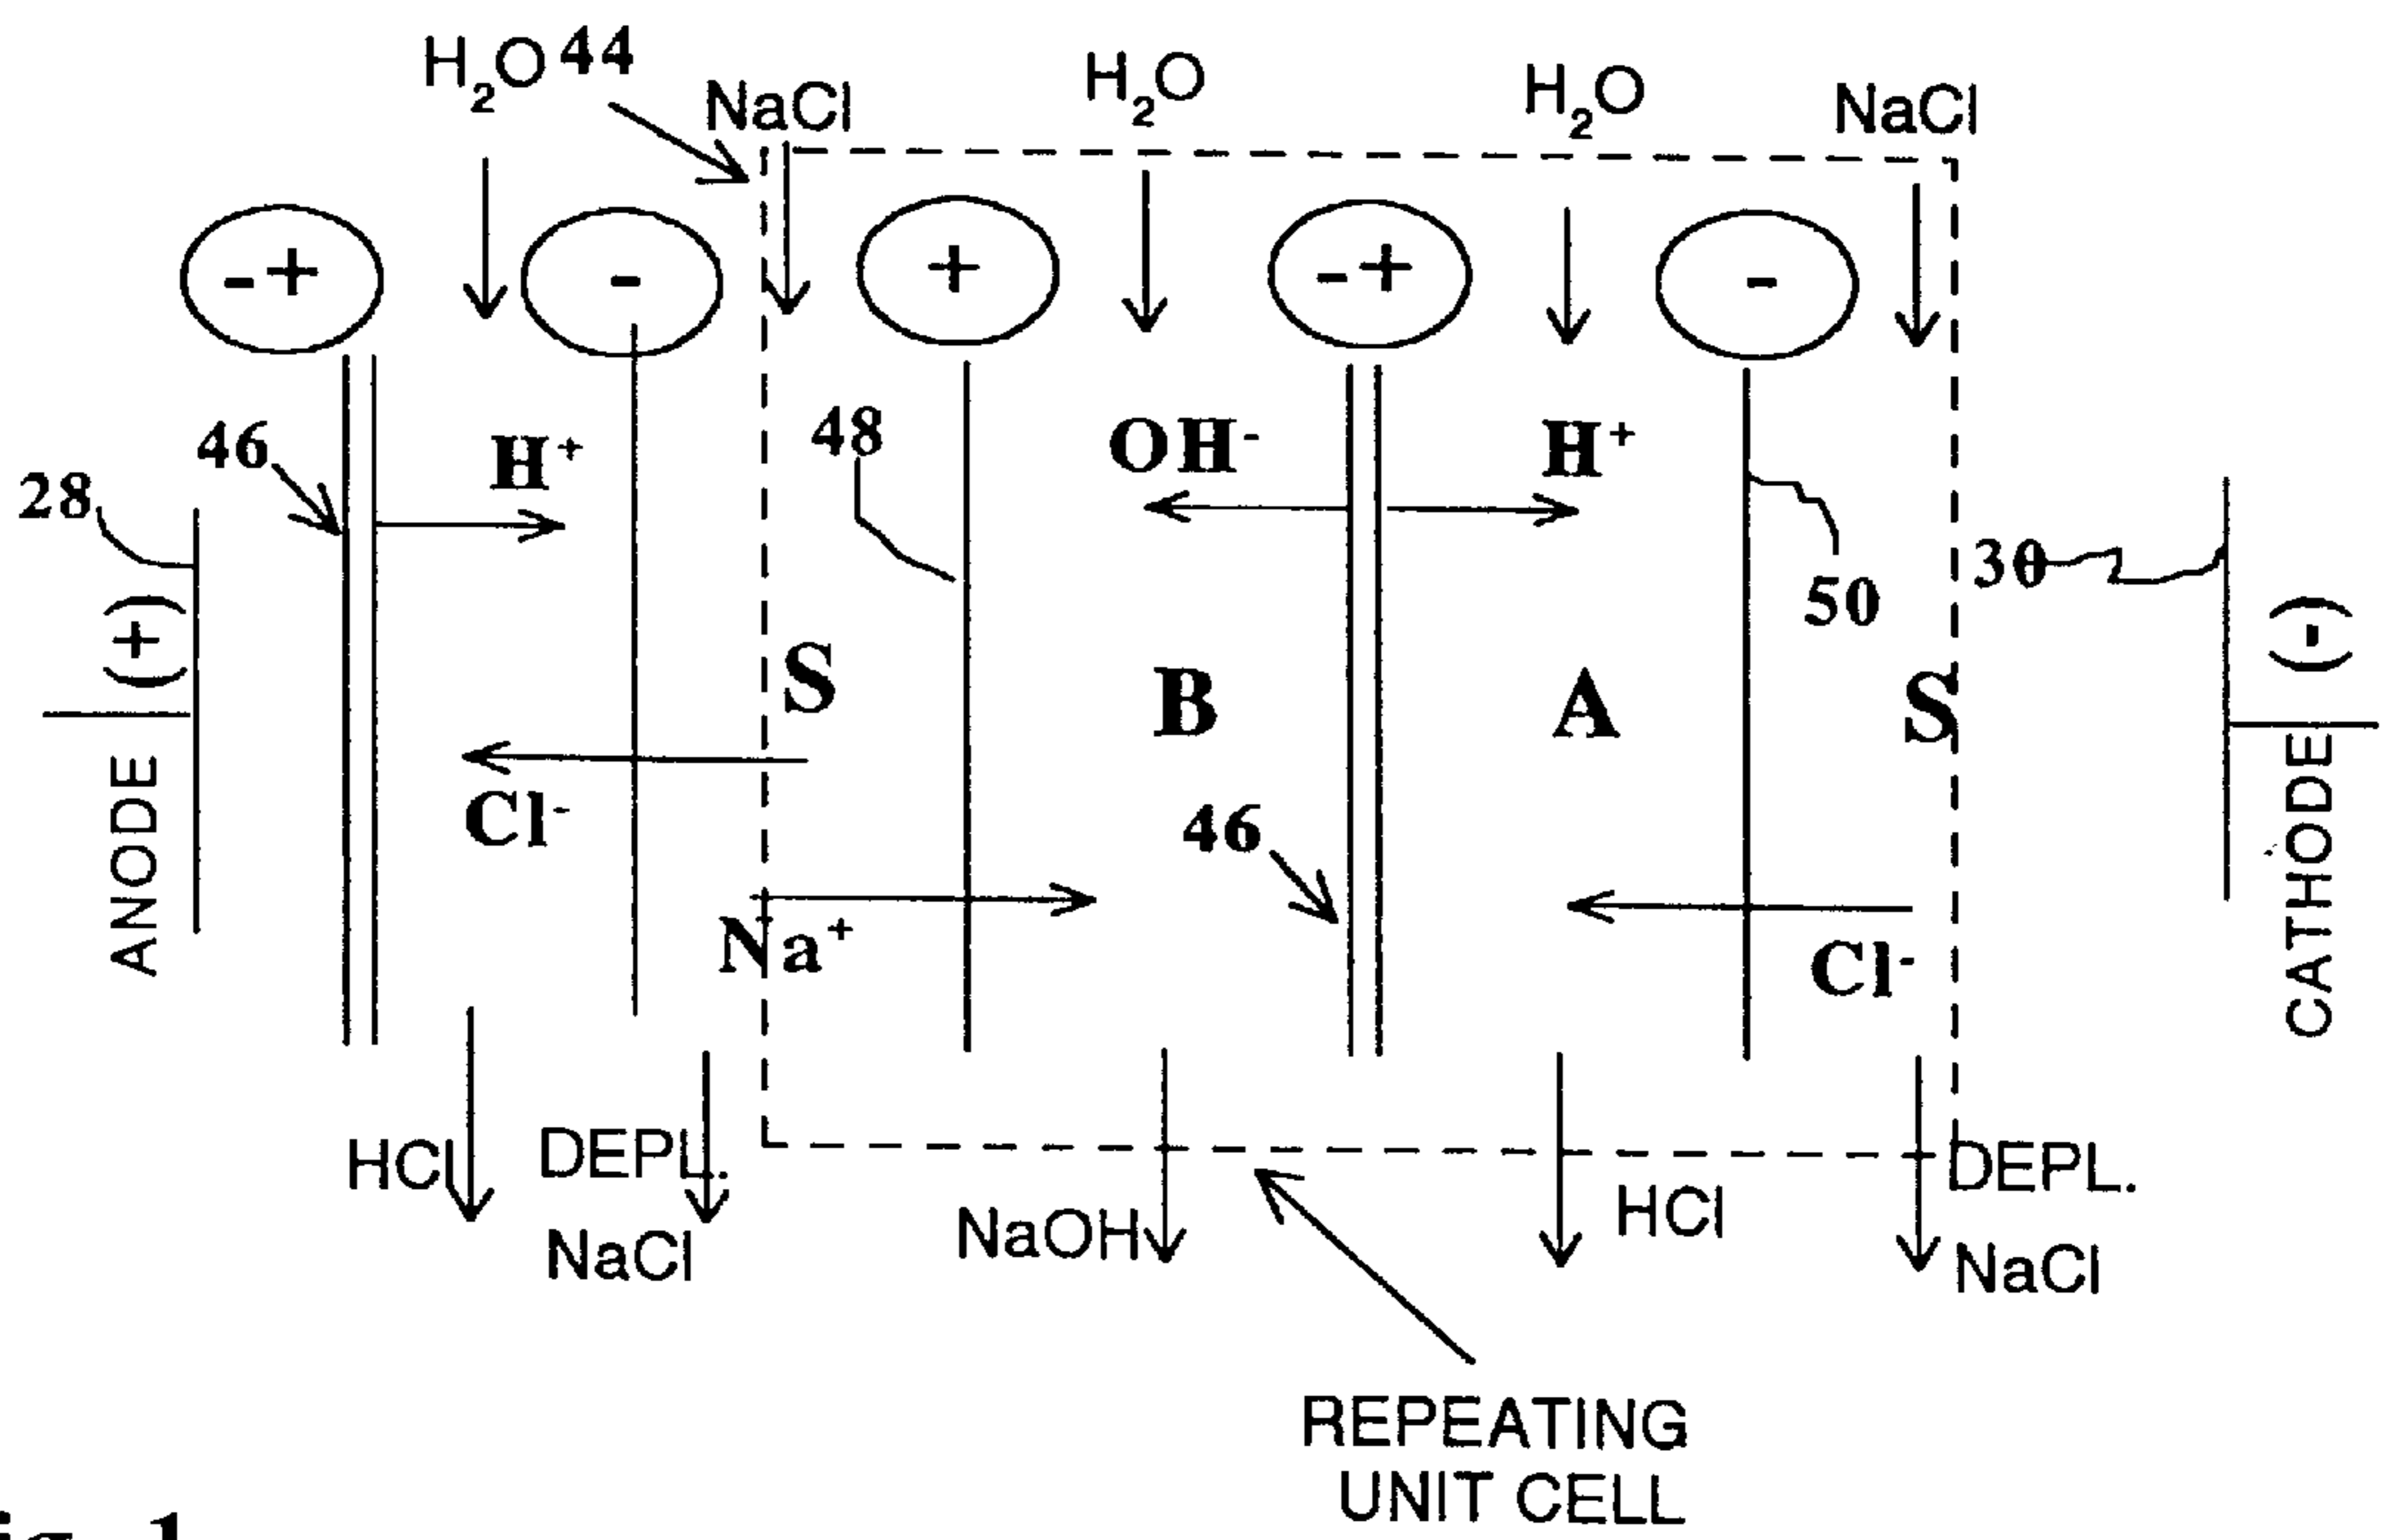 H₂O 44
NaCl
H₂O
H₂O
NaCl
-+
-
+
-+
-
46
H⁺
48
OH⁻
H⁺
28
50
30
(+)
(-)
S
B
A
S
ANODE
CATHODE
Cl⁻
46
Na⁺
Cl⁻
HCl
DEPL.
NaCl
NaOH
HCl
DEPL.
NaCl
REPEATING
UNIT CELL